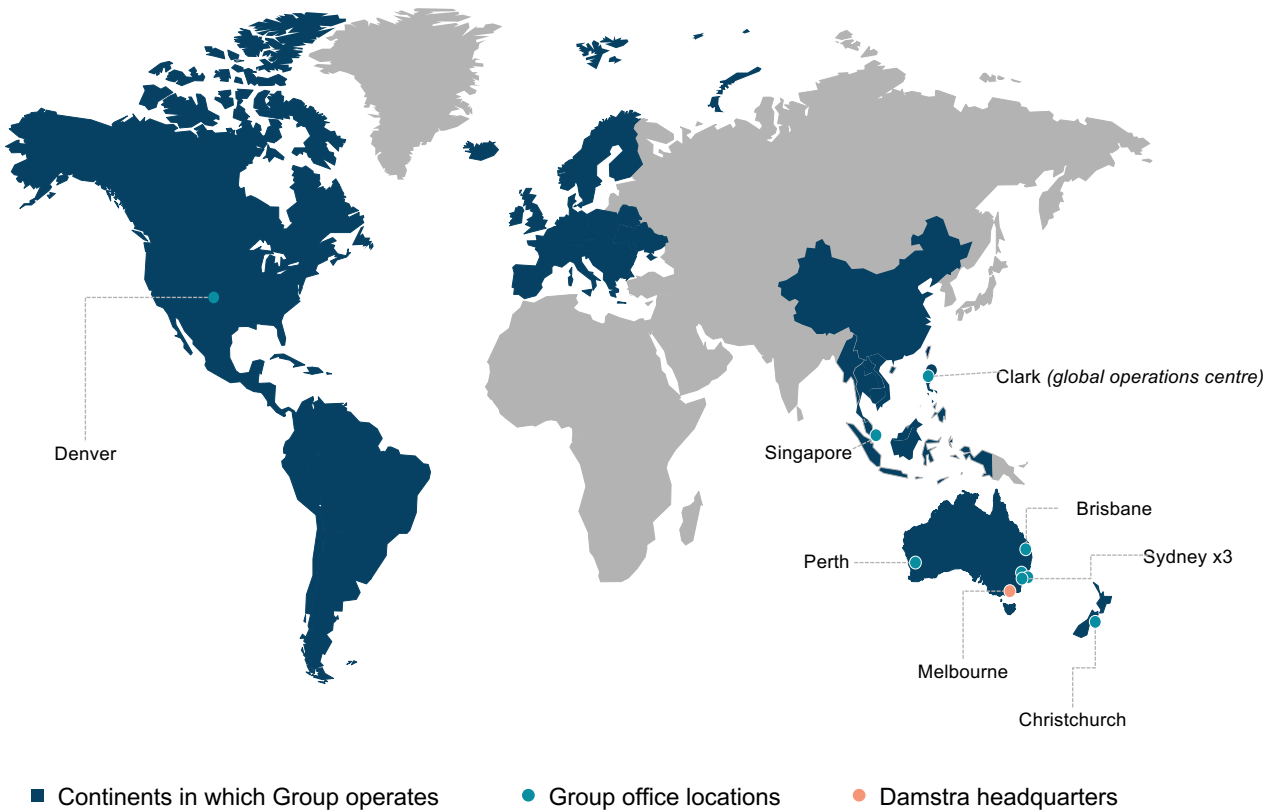 Clark (global operations centre)
Denver
Singapore
Brisbane
Perth
Sydney x3
Melbourne
Christchurch
Continents in which Group operates
Group office locations
Damstra headquarters